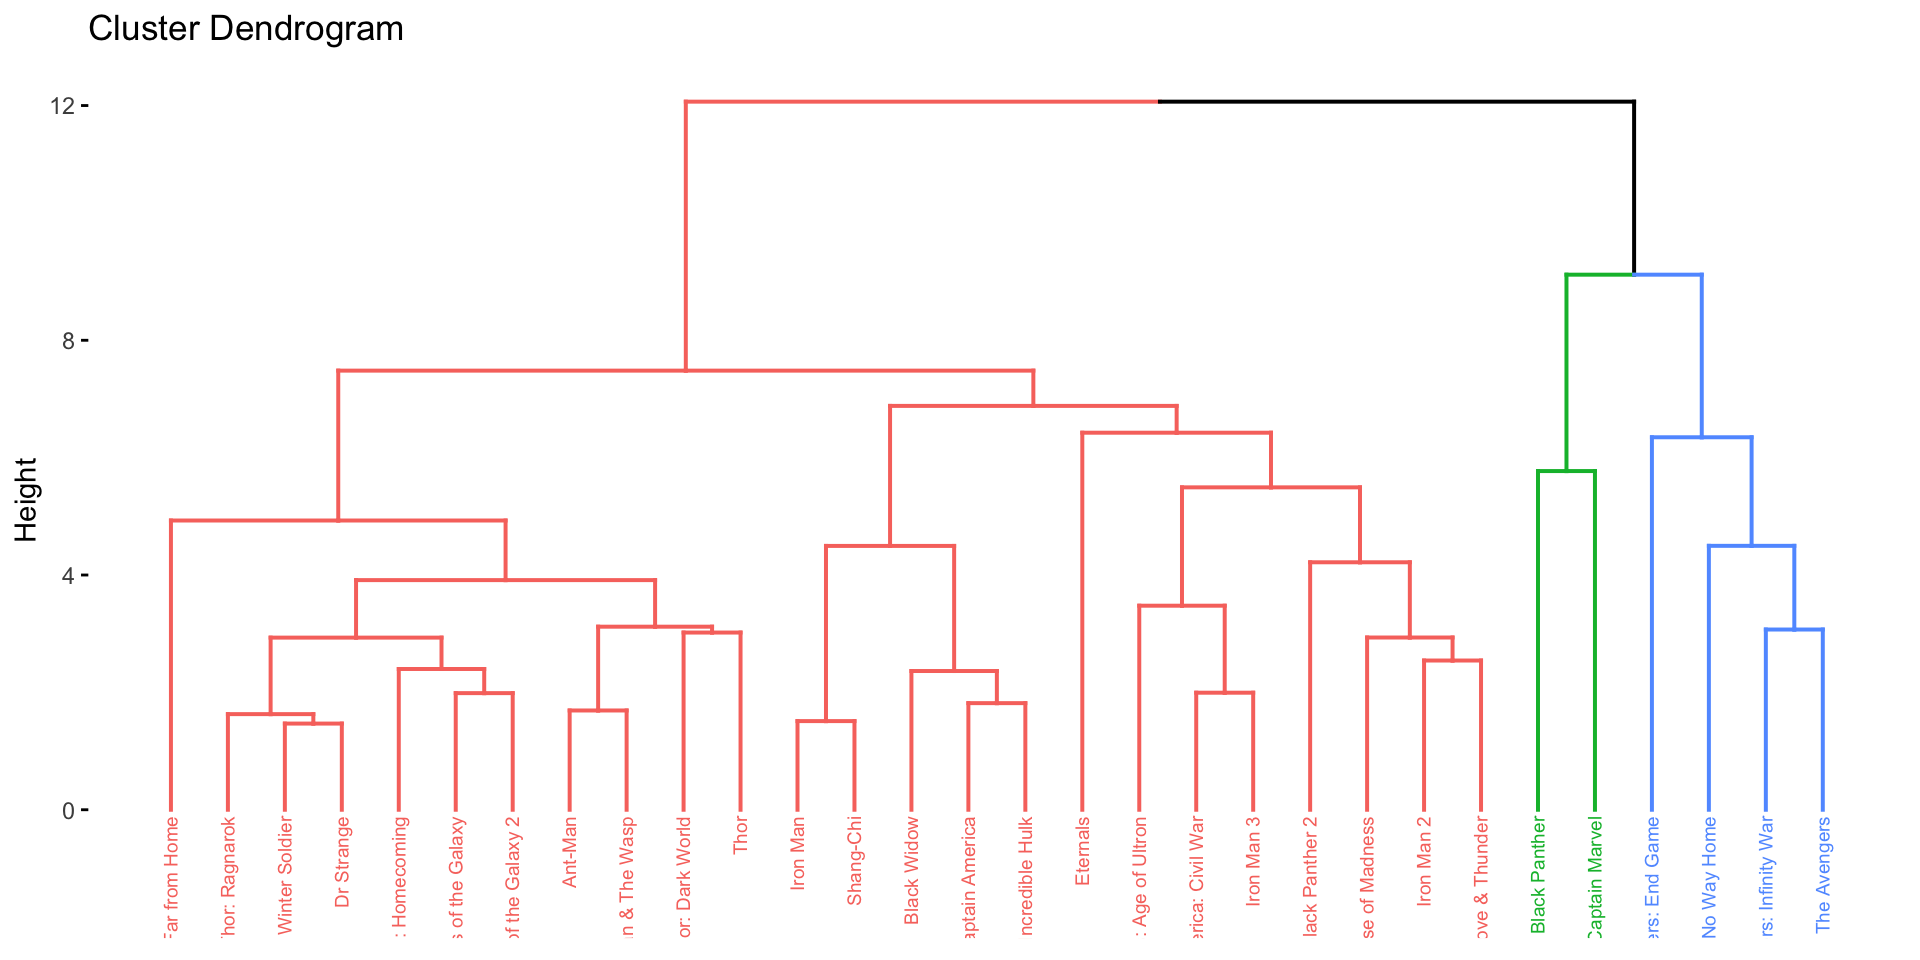 Cluster Dendrogram
12
8
4
0
Height
Far from Home
hor: Ragnarok
Winter Soldier
Dr Strange
: Homecoming
s of the Galaxy
of the Galaxy 2
Ant-Man
n & The Wasp
or: Dark World
Thor
Iron Man
Shang-Chi
Black Widow
aptain America
ncredible Hulk
Eternals
: Age of Ultron
erica: Civil War
Iron Man 3
lack Panther 2
se of Madness
Iron Man 2
ove & Thunder
Black Panther
Captain Marvel
ers: End Game
No Way Home
rs: Infinity War
The Avengers